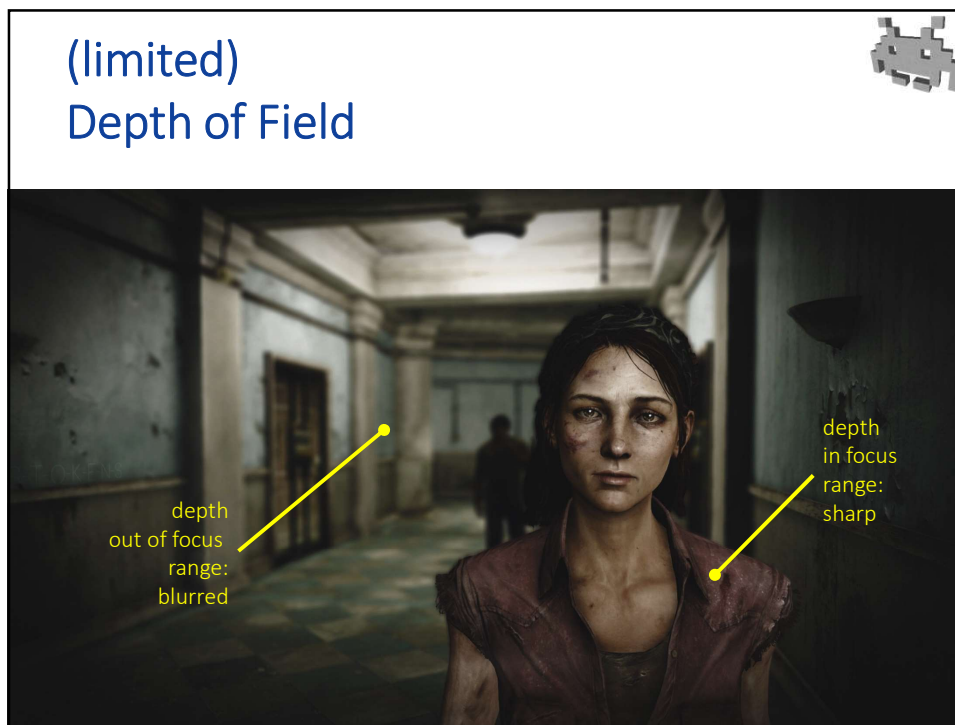 (limited)
Depth of Field
depth
out of focus
range:
blurred
depth
in focus
range:
sharp